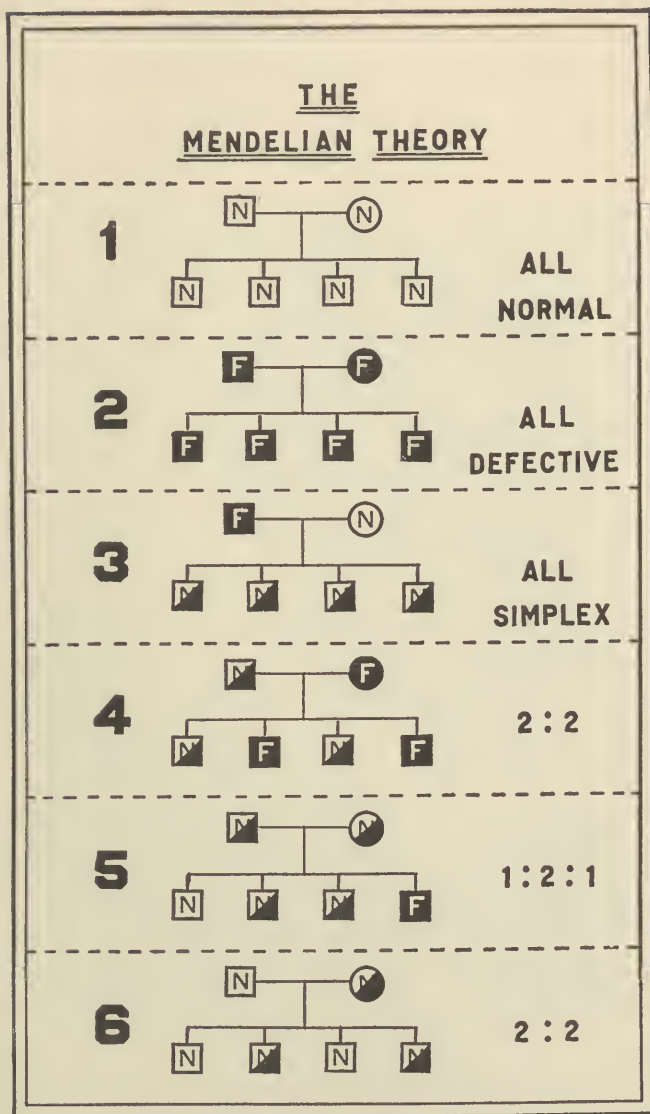 THE
MENDELIAN THEORY
1
N N
N N N N
ALL
NORMAL
2
F F
F F F F
ALL
DEFECTIVE
3
F N
N N N N
ALL
SIMPLEX
4
N F
N F N F
2:2
5
N N
N N N F
1:2:1
6
N N
N N N N
2:2